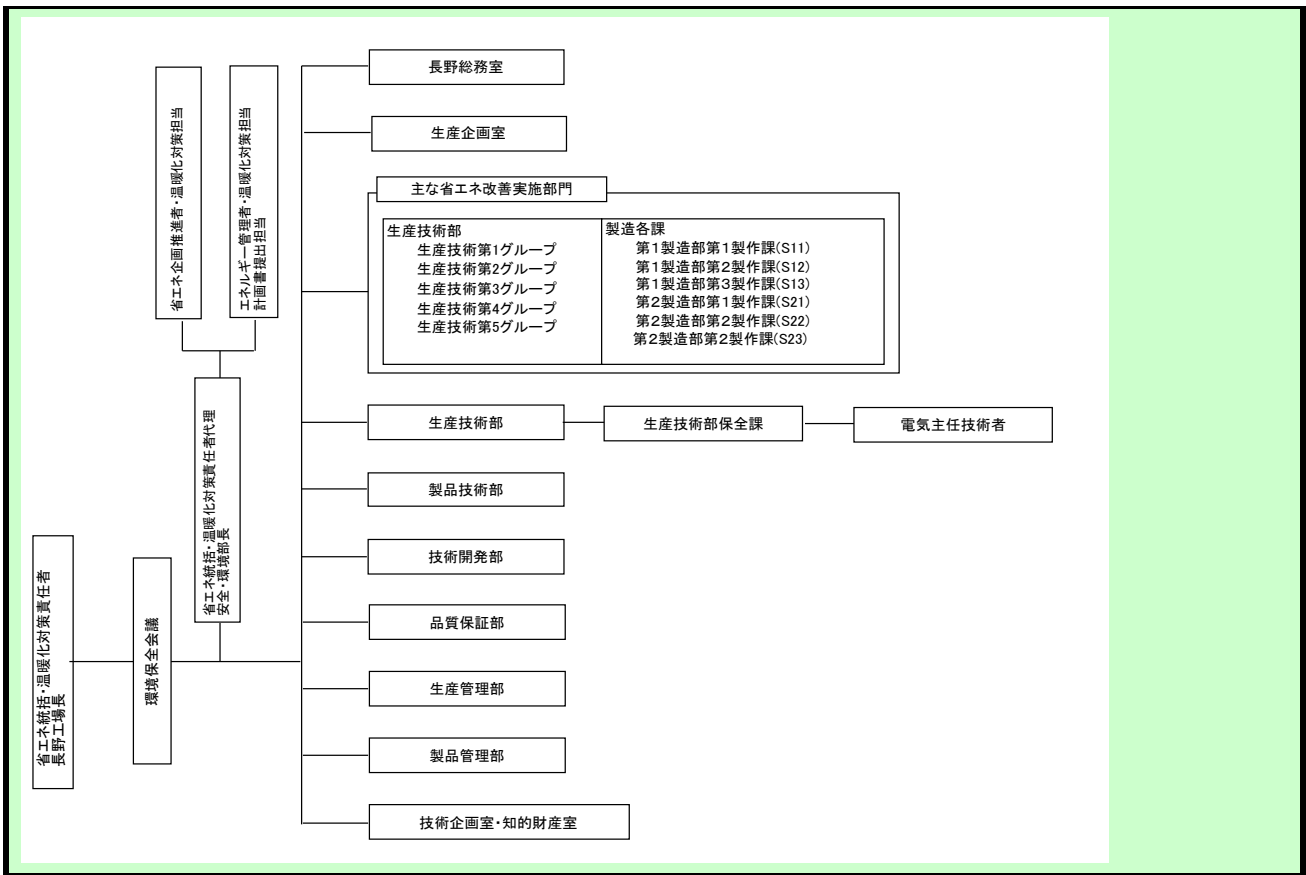 長野総務室
生産企画室
主な省エネ改善実施部門
生産技術部
生産技術第1グループ
生産技術第2グループ
生産技術第3グループ
生産技術第4グループ
生産技術第5グループ
製造各課
第1製造部第1製作課(S11)
第1製造部第2製作課(S12)
第1製造部第3製作課(S13)
第2製造部第1製作課(S21)
第2製造部第2製作課(S22)
第2製造部第2製作課(S23)
生産技術部
生産技術部保全課
電気主任技術者
製品技術部
技術開発部
品質保証部
生産管理部
製品管理部
技術企画室・知的財産室
省エネ企画推進者・温暖化対策担当
エネルギー管理者・温暖化対策担当
計画書提出担当
省エネ統括・温暖化対策責任者代理
安全・環境部長
環境保全会議
省エネ統括・温暖化対策責任者
長野工場長